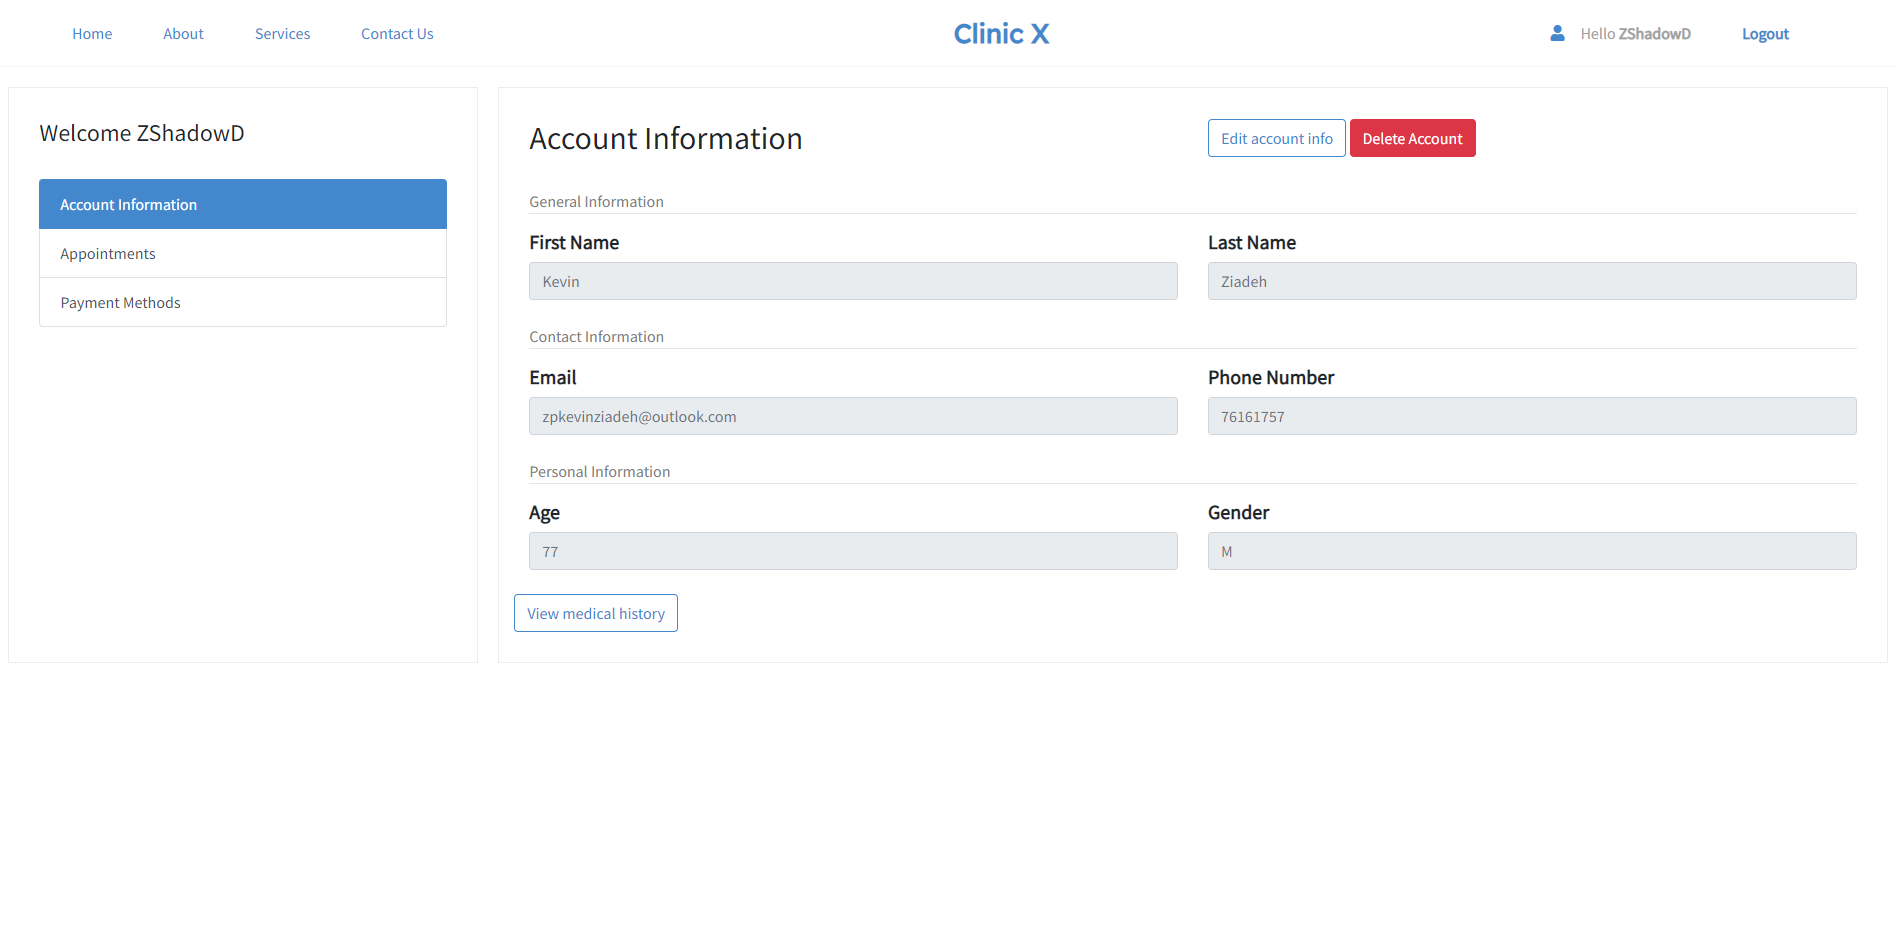 Home About Services Contact Us Clinic X Hello ZShadowD Logout
Welcome ZShadowD
Account Information
Appointments
Payment Methods
Account Information Edit account info Delete Account
General Information
First Name Last Name
Kevin Ziadeh
Contact Information
Email Phone Number
zpkevinziadeh@outlook.com 76161757
Personal Information
Age Gender
77 M
View medical history